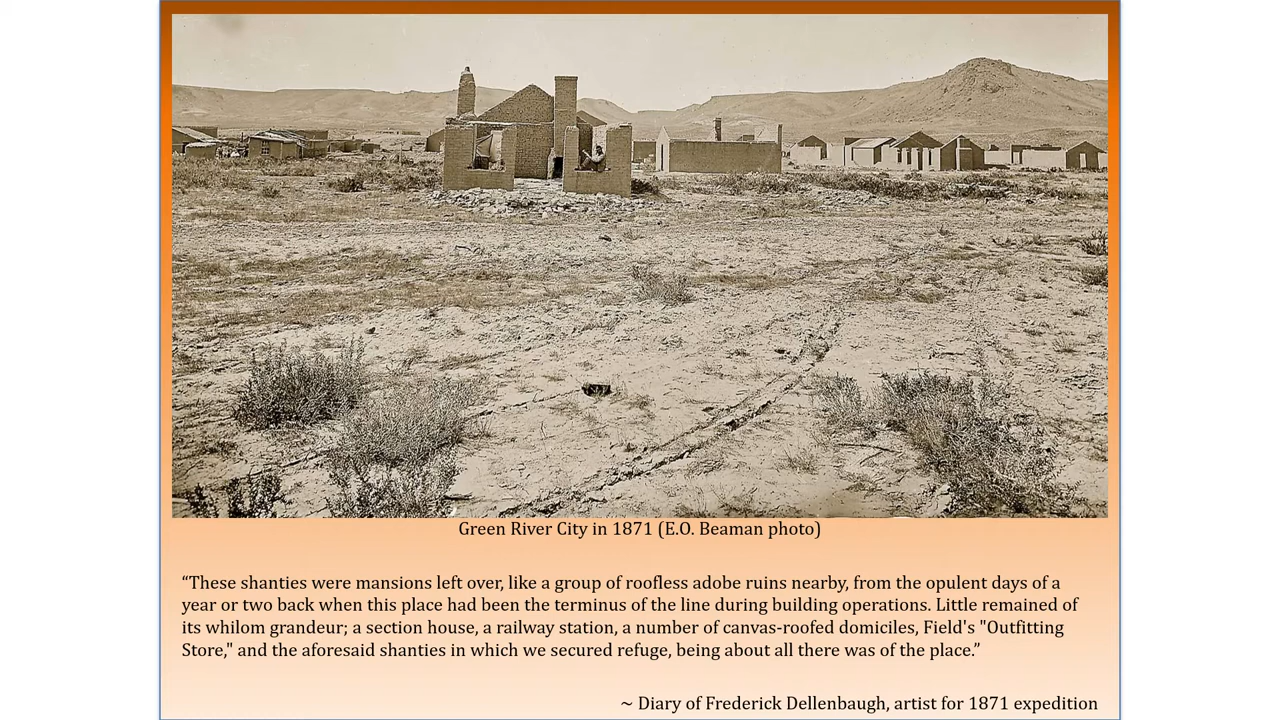 Green River City in 1871 (E.O. Beaman photo)
“These shanties were mansions left over, like a group of roofless adobe ruins nearby, from the opulent days of a
year or two back when this place had been the terminus of the line during building operations. Little remained of
its whilom grandeur; a section house, a railway station, a number of canvas-roofed domiciles, Field's "Outfitting
Store," and the aforesaid shanties in which we secured refuge, being about all there was of the place.”
~ Diary of Frederick Dellenbaugh, artist for 1871 expedition